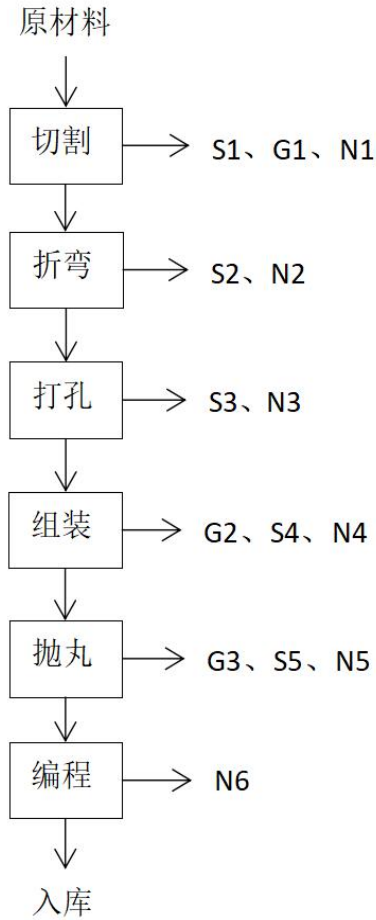 原材料
切割
S1、G1、N1
折弯
S2、N2
打孔
S3、N3
组装
G2、S4、N4
抛丸
G3、S5、N5
编程
N6
入库